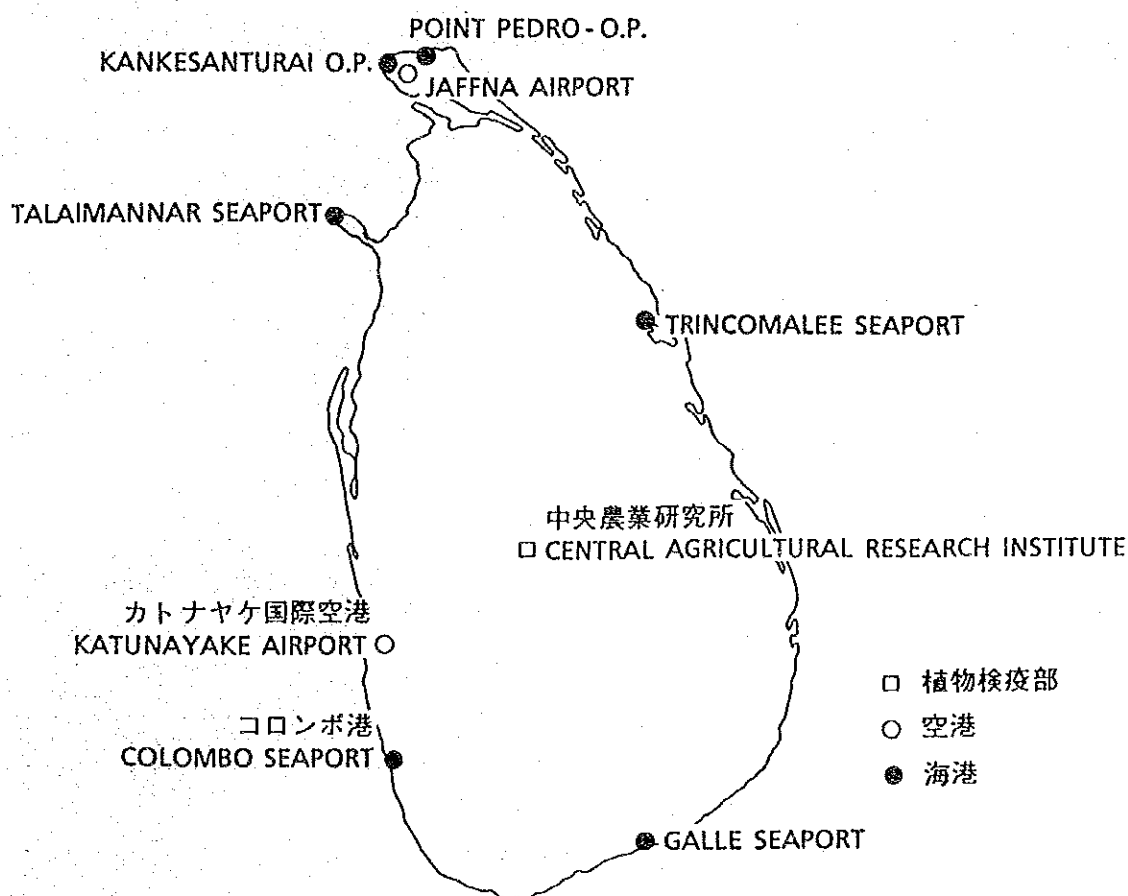 POINT PEDRO - O.P.
KANKESANTURAI O.P.
JAFFNA AIRPORT
TALAIMANNAR SEAPORT
TRINCOMALEE SEAPORT
中央農業研究所
CENTRAL AGRICULTURAL RESEARCH INSTITUTE
カトナヤケ国際空港
KATUNAYAKE AIRPORT
植物検疫部
コロンボ港
空港
COLOMBO SEAPORT
海港
GALLE SEAPORT